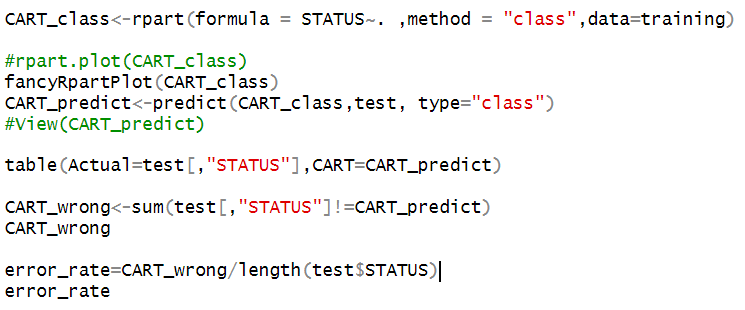 CART_class<-rpart(formula = STATUS~. ,method = "class",data=training)
#rpart.plot(CART_class)
fancyRpartPlot(CART_class)
CART_predict<-predict(CART_class,test, type="class")
#View(CART_predict)
table(Actual=test[,"STATUS"],CART=CART_predict)
CART_wrong<-sum(test[,"STATUS"]!=CART_predict)
CART_wrong
error_rate=CART_wrong/length(test$STATUS)
error_rate